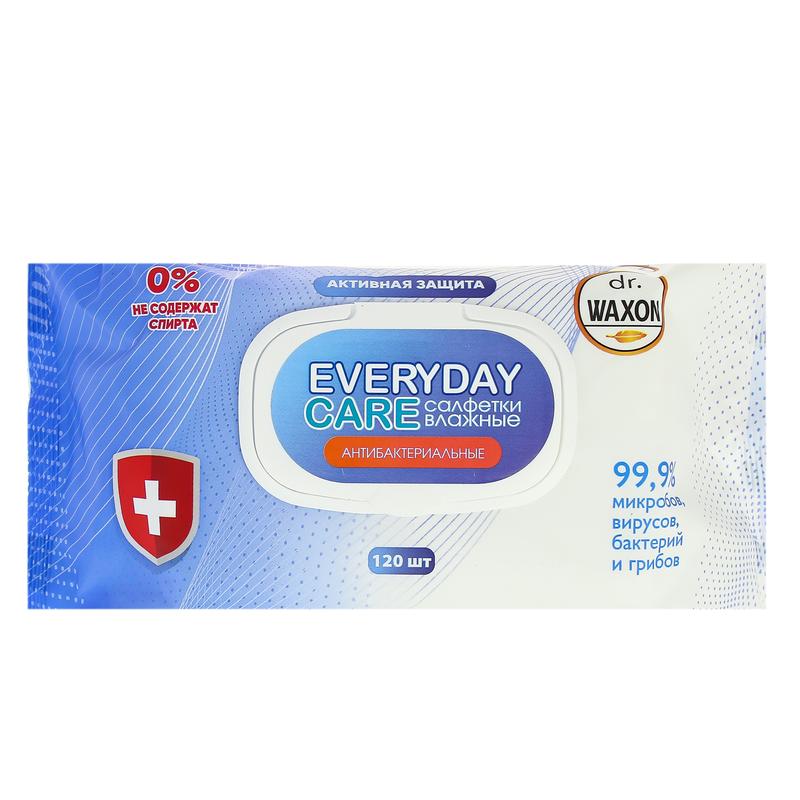 0%
НЕ СОДЕРЖАТ
СПИРТА
АКТИВНАЯ ЗАЩИТА
dr.
WAXON
EVERYDAY
CARE салфетки
влажные
АНТИБАКТЕРИАЛЬНЫЕ
99,9%
микробов,
вирусов,
бактерий
и грибов
120 шт